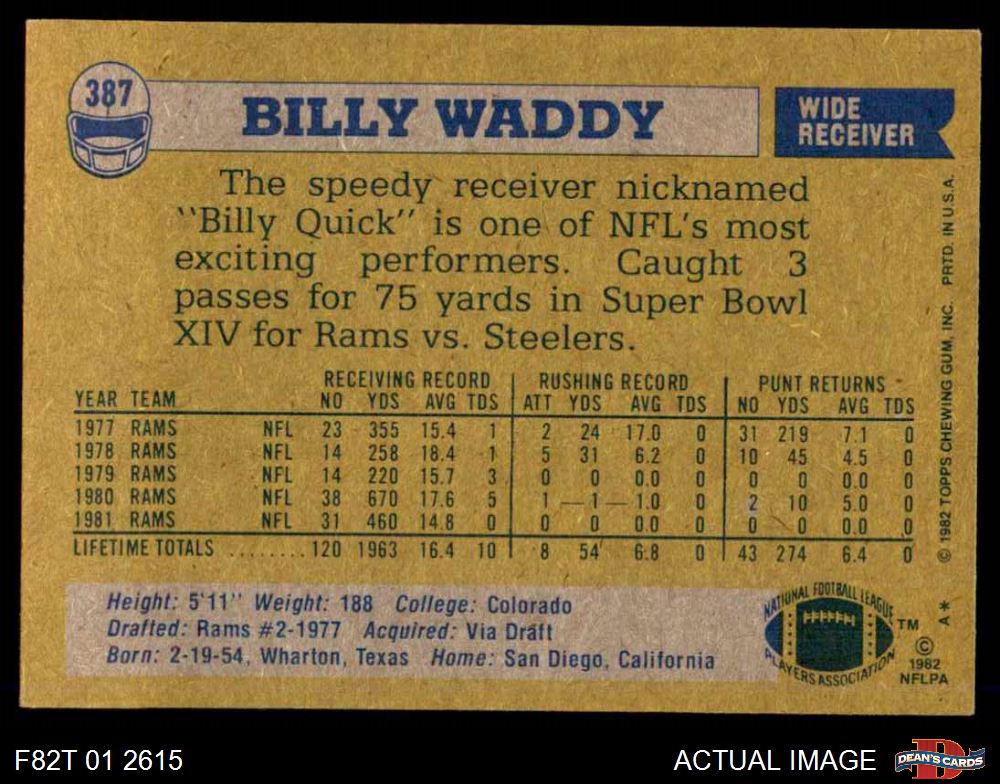 387
BILLY WADDY
WIDE
RECEIVER
The speedy receiver nicknamed
"Billy Quick" is one of NFL's most
exciting performers. Caught 3
passes for 75 yards in Super Bowl
XIV for Rams vs. Steelers.
RECEIVING RECORD RUSHING RECORD PUNT RETURNS
YEAR TEAM NO YDS AVG TDS ATT YDS AVG TDS NO YDS AVG TDS
1977 RAMS NFL 23 355 15.4 1 2 24 17.0 0 31 219 7.1 0
1978 RAMS NFL 14 258 18.4 1 5 31 6.2 0 10 45 4.5 0
1979 RAMS NFL 14 220 15.7 3 0 0 0.0 0 0 0 0.0 0
1980 RAMS NFL 38 670 17.6 5 1 —1 —1.0 0 2 10 5.0 0
1981 RAMS NFL 31 460 14.8 0 0 0 0.0 0 0 0 0.0 0
LIFETIME TOTALS ........120 1963 16.4 10 8 54 6.8 0 43 274 6.4 0
Height: 5'11" Weight: 188 College: Colorado
Drafted: Rams #2-1977 Acquired: Via Draft
Born: 2-19-54, Wharton, Texas Home: San Diego, California
NATIONAL FOOTBALL LEAGUE
NFLPA
PLAYERS ASSOCIATION
TM
©
1982
NFLPA
A*
© 1982 TOPPS CHEWING GUM, INC. PRTD. IN U.S.A.
F82T 01 2615
ACTUAL IMAGE
D
DEAN'S CARDS